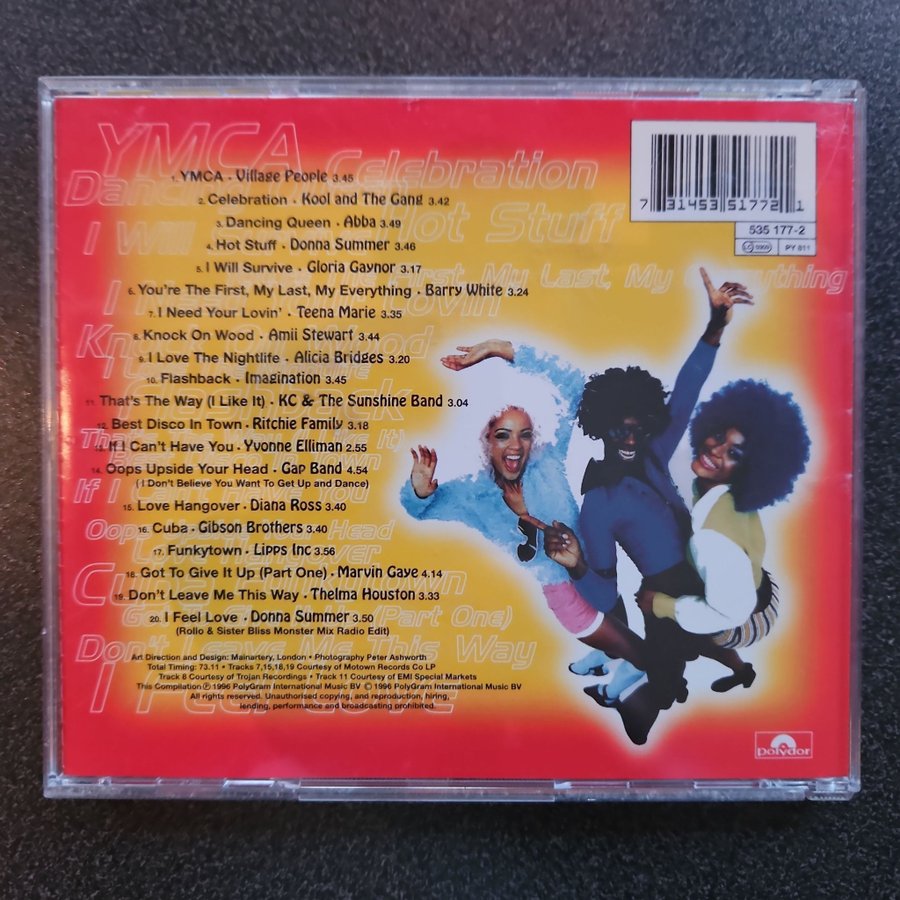 YMCA
Celebration
Hot Stuff
1. YMCA • Village People 3.45
2. Celebration • Kool and The Gang 3.42
3. Dancing Queen • Abba 3.49
4. Hot Stuff • Donna Summer 3.46
5. I Will Survive • Gloria Gaynor 3.17
6. You're The First, My Last, My Everything • Barry White 3.24
7. I Need Your Lovin' • Teena Marie 3.35
8. Knock On Wood • Amii Stewart 3.44
9. I Love The Nightlife • Alicia Bridges 3.20
10. Flashback • Imagination 3.45
11. That's The Way (I Like It) • KC & The Sunshine Band 3.04
12. Best Disco In Town • Ritchie Family 3.18
13. If I Can't Have You • Yvonne Elliman 2.55
14. Oops Upside Your Head • Gap Band 4.54
(I Don't Believe You Want To Get Up and Dance)
15. Love Hangover • Diana Ross 3.40
16. Cuba • Gibson Brothers 3.40
17. Funkytown • Lipps Inc 3.56
18. Got To Give It Up (Part One) • Marvin Gaye 4.14
19. Don't Leave Me This Way • Thelma Houston 3.33
20. I Feel Love • Donna Summer 3.50
(Rollo & Sister Bliss Monster Mix Radio Edit)
Don't Leave Me This Way
I Feel Love
Art Direction and Design: Mainartery, London • Photography Peter Ashworth
Total Timing: 73.11 • Tracks 7,15,18,19 Courtesy of Motown Records Co LP
Track 8 Courtesy of Trojan Recordings • Track 11 Courtesy of EMI Special Markets
This Compilation ℗ 1996 PolyGram International Music BV © 1996 PolyGram International Music BV
All rights reserved. Unauthorised copying, and reproduction, hiring,
lending, performance and broadcasting prohibited.
7 31453 51772 1
535 177-2
PY 811
polydor